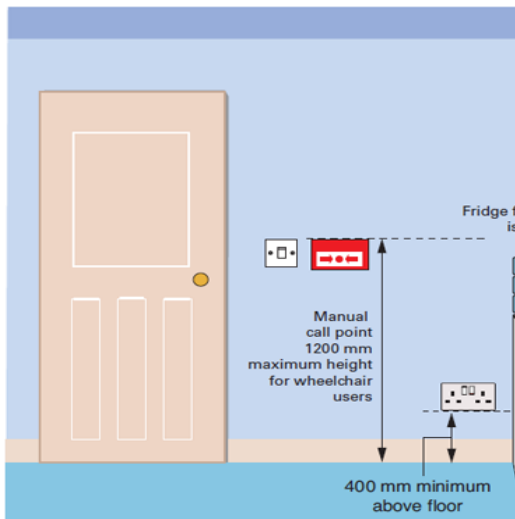 Fridge f
is
Manual
call point
1200 mm
maximum height
for wheelchair
users
400 mm minimum
above floor